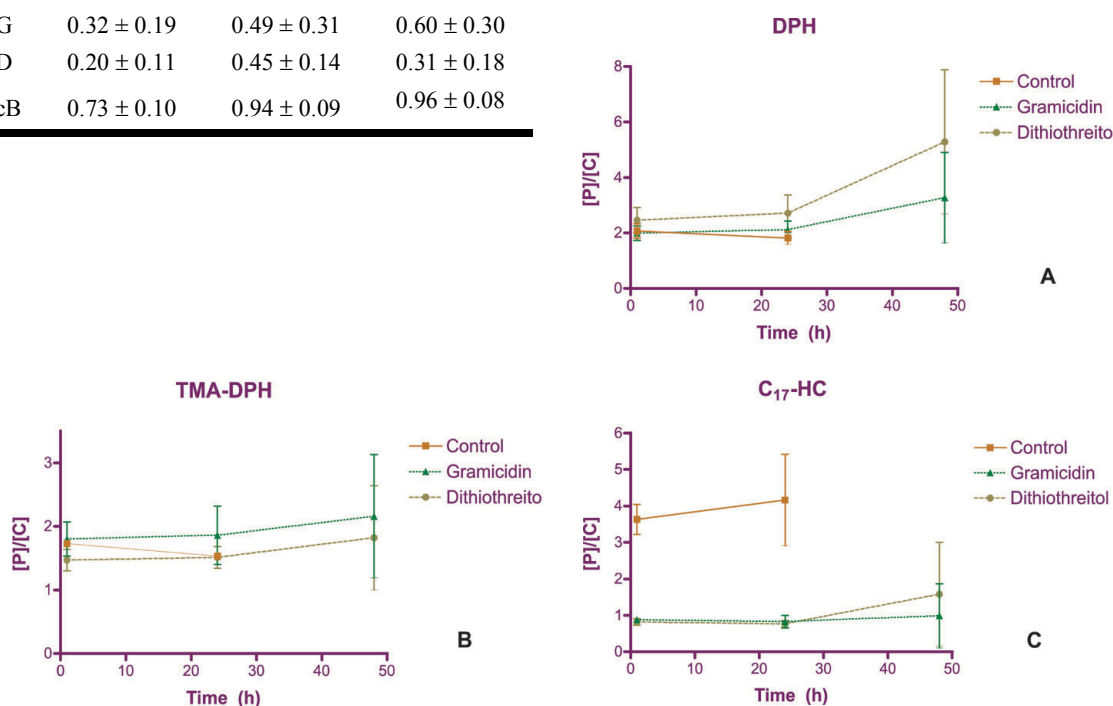 G 0.32 ± 0.19 0.49 ± 0.31 0.60 ± 0.30
D 0.20 ± 0.11 0.45 ± 0.14 0.31 ± 0.18
cB 0.73 ± 0.10 0.94 ± 0.09 0.96 ± 0.08
DPH
8
6
4
2
0
[P]/[C]
0 10 20 30 40 50
Time (h)
Control
Gramicidin
Dithiothreito
A
TMA-DPH
3
2
1
0
[P]/[C]
0 10 20 30 40 50
Time (h)
Control
Gramicidin
Dithiothreito
B
C₁₇-HC
6
5
4
3
2
1
0
[P]/[C]
0 10 20 30 40 50
Time (h)
Control
Gramicidin
Dithiothreitol
C